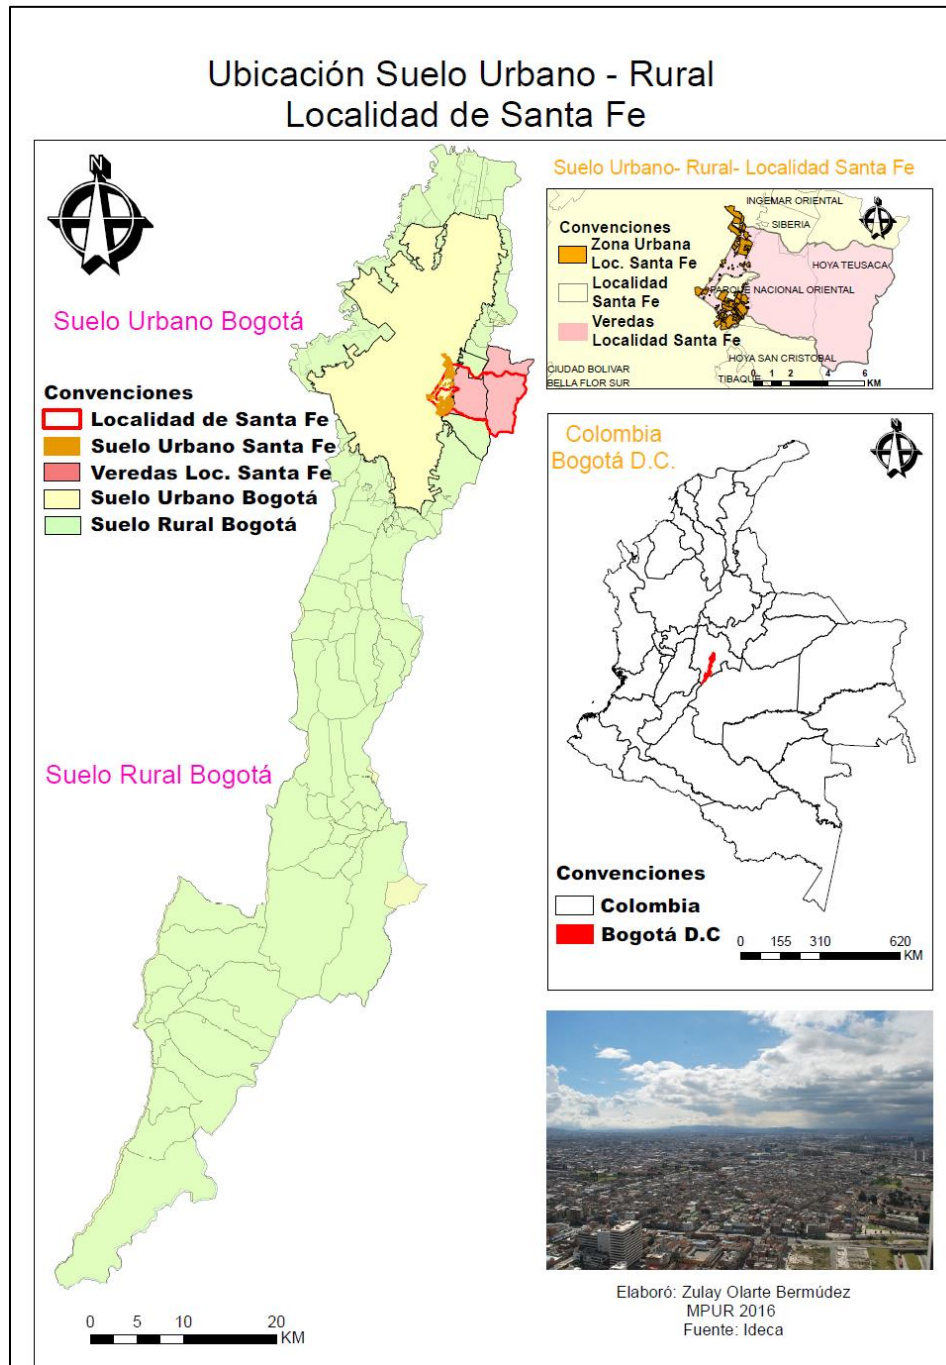 Ubicación Suelo Urbano - Rural
Localidad de Santa Fe
N
Suelo Urbano Bogotá
Convenciones
Localidad de Santa Fe
Suelo Urbano Santa Fe
Veredas Loc. Santa Fe
Suelo Urbano Bogotá
Suelo Rural Bogotá
Suelo Rural Bogotá
0 5 10 20
KM
Suelo Urbano- Rural- Localidad Santa Fe
Convenciones
Zona Urbana
Loc. Santa Fe
Localidad
Santa Fe
Veredas
Localidad Santa Fe
INGEMAR ORIENTAL
SIBERIA
HOYA TEUSACA
PARQUE NACIONAL ORIENTAL
HOYA SAN CRISTOBAL
CIUDAD BOLIVAR
BELLA FLOR SUR
TIBAQUE
0 1 2 4 6
KM
Colombia
Bogotá D.C.
Convenciones
Colombia
Bogotá D.C
0 155 310 620
KM
Elaboró: Zulay Olarte Bermúdez
MPUR 2016
Fuente: Ideca